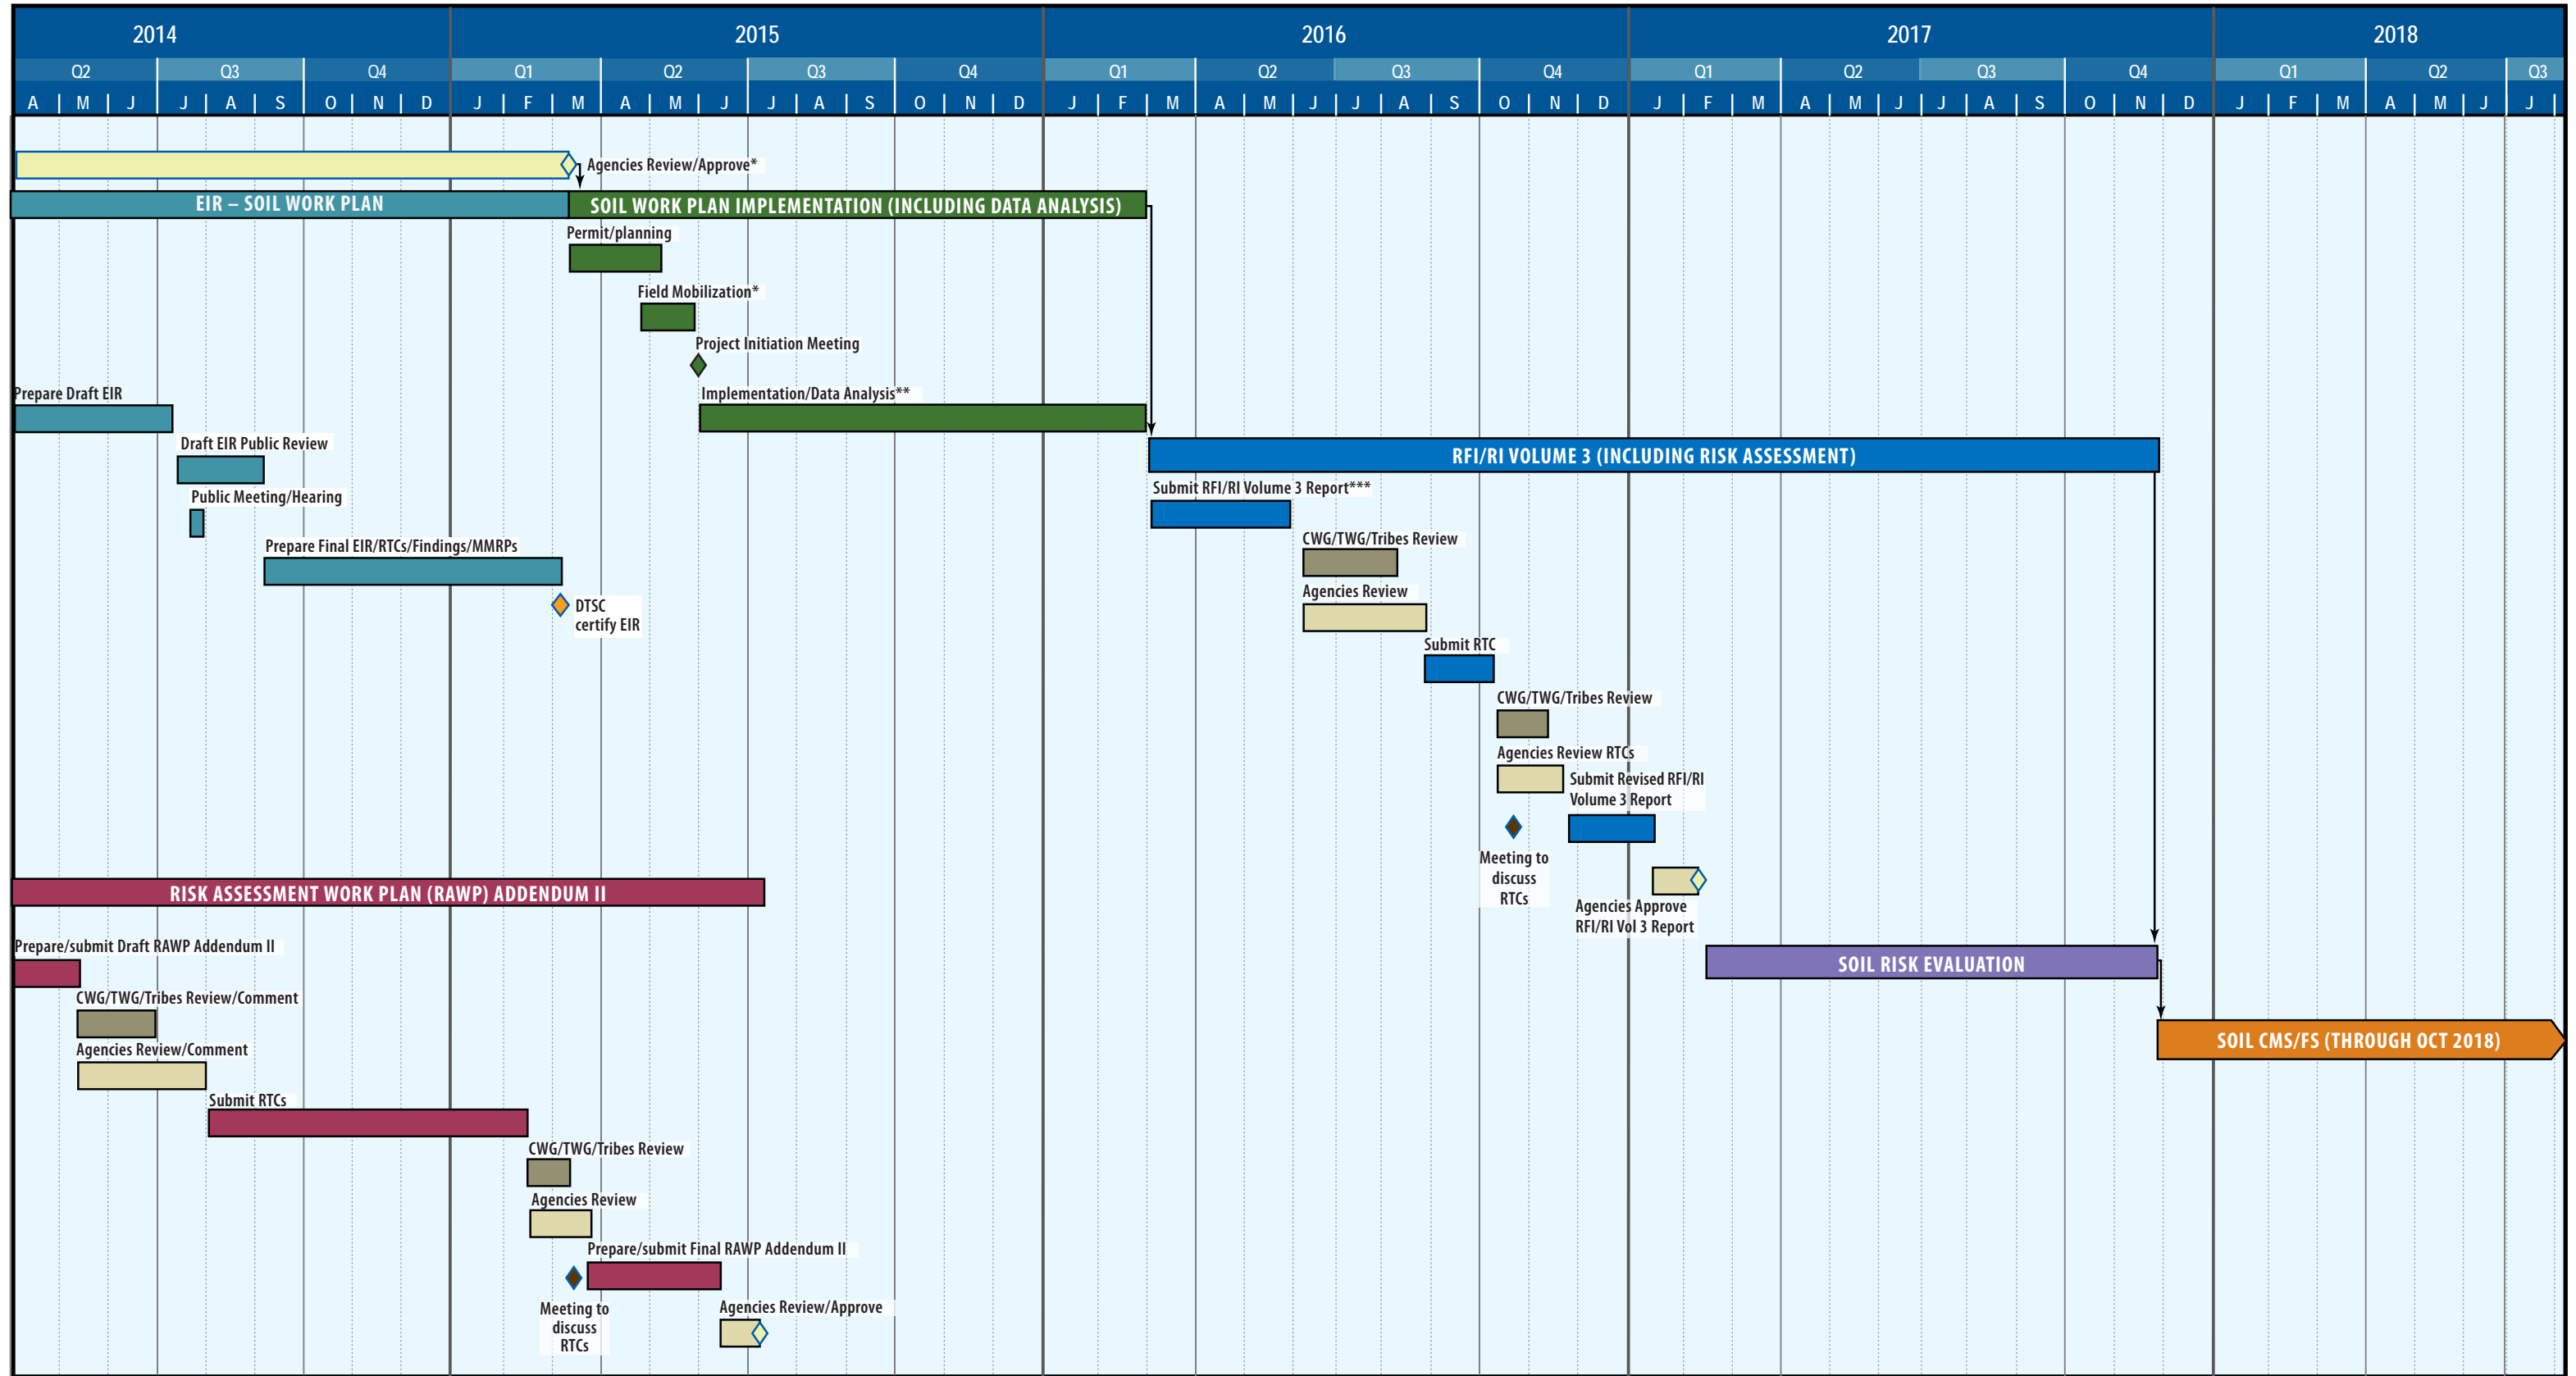 2014 2015 2016 2017 2018
Q2 Q3 Q4 Q1 Q2 Q3 Q4 Q1 Q2 Q3 Q4 Q1 Q2 Q3 Q4 Q1 Q2 Q3
A M J J A S O N D J F M A M J J A S O N D J F M A M J J A S O N D J F M A M J J A S O N D J F M A M J J
Agencies Review/Approve*
EIR – SOIL WORK PLAN
SOIL WORK PLAN IMPLEMENTATION (INCLUDING DATA ANALYSIS)
Permit/planning
Field Mobilization*
Project Initiation Meeting
Prepare Draft EIR
Implementation/Data Analysis**
Draft EIR Public Review
RFI/RI VOLUME 3 (INCLUDING RISK ASSESSMENT)
Public Meeting/Hearing
Submit RFI/RI Volume 3 Report***
Prepare Final EIR/RTCs/Findings/MMRPs
CWG/TWG/Tribes Review
Agencies Review
DTSC
certify EIR
Submit RTC
CWG/TWG/Tribes Review
Agencies Review RTCs
Submit Revised RFI/RI
Volume 3 Report
Meeting to
discuss
RTCs
RISK ASSESSMENT WORK PLAN (RAWP) ADDENDUM II
Agencies Approve
RFI/RI Vol 3 Report
Prepare/submit Draft RAWP Addendum II
SOIL RISK EVALUATION
CWG/TWG/Tribes Review/Comment
SOIL CMS/FS (THROUGH OCT 2018)
Agencies Review/Comment
Submit RTCs
CWG/TWG/Tribes Review
Agencies Review
Prepare/submit Final RAWP Addendum II
Meeting to
discuss
RTCs
Agencies Review/Approve